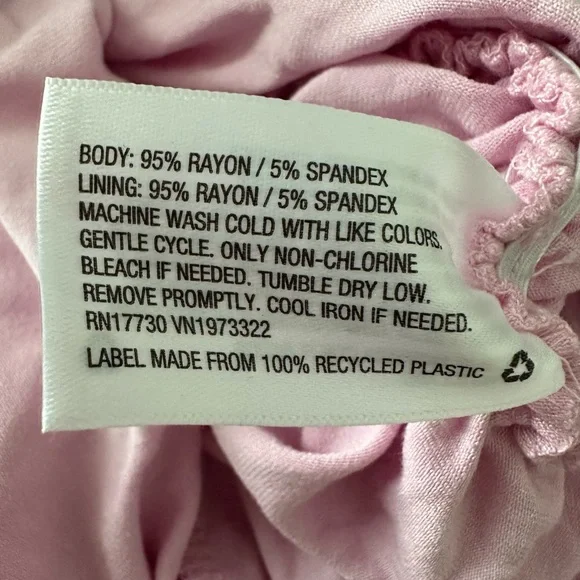 BODY: 95% RAYON / 5% SPANDEX
LINING: 95% RAYON / 5% SPANDEX
MACHINE WASH COLD WITH LIKE COLORS.
GENTLE CYCLE. ONLY NON-CHLORINE
BLEACH IF NEEDED. TUMBLE DRY LOW.
REMOVE PROMPTLY. COOL IRON IF NEEDED.
RN17730 VN1973322
LABEL MADE FROM 100% RECYCLED PLASTIC